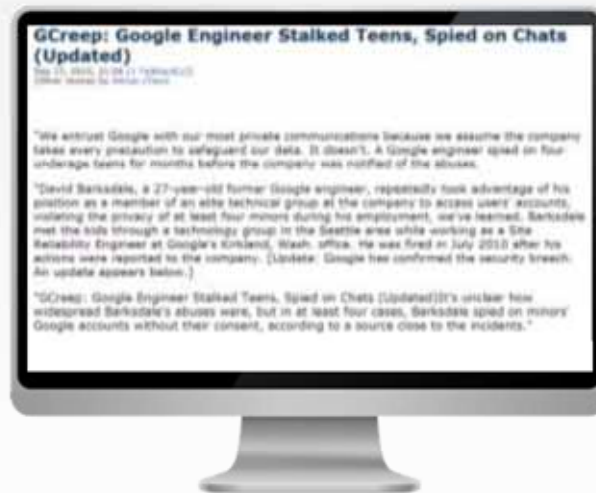 GCreep: Google Engineer Stalked Teens, Spied on Chats
(Updated)
"We entrust Google with our most private communications because we assume the company
takes every precaution to safeguard our data. It doesn't. A Google engineer spied on four
underage teens for months before the company was notified of the abuses.
"David Barksdale, a 27-year-old former Google engineer, repeatedly took advantage of his
position as a member of an elite technical group at the company to access users' accounts,
violating the privacy of at least four minors during his employment, we've learned. Barksdale
met the kids through a technology group in the Seattle area while working as a Site
Reliability Engineer at Google's Kirkland, Wash. office. He was fired in July 2010 after his
actions were reported to the company. [Update: Google has confirmed the security breach.
An update appears below.]
"GCreep: Google Engineer Stalked Teens, Spied on Chats (Updated)It's unclear how
widespread Barksdale's abuses were, but in at least four cases, Barksdale spied on minors'
Google accounts without their consent, according to a source close to the incidents."